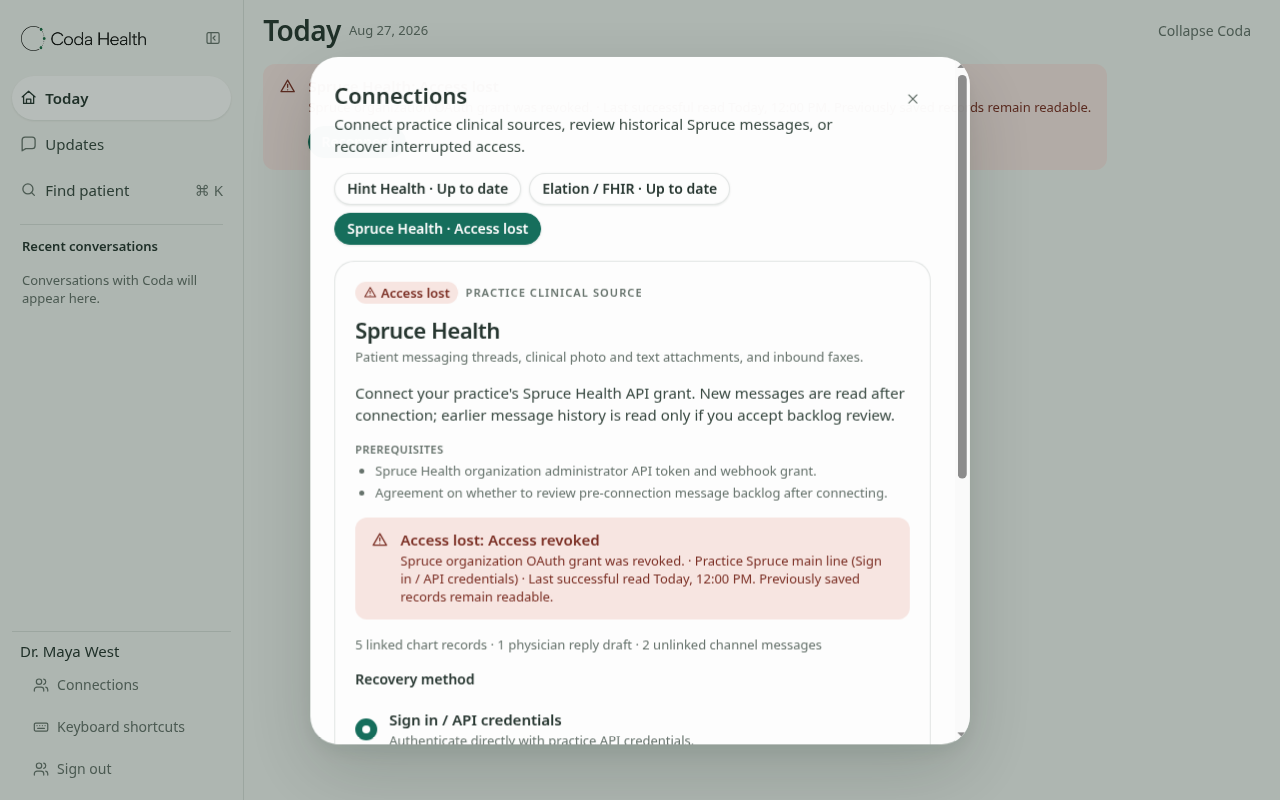 Coda Health
Today
Updates
Find patient ⌘ K
Recent conversations
Conversations with Coda will
appear here.
Dr. Maya West
Connections
Keyboard shortcuts
Sign out
Today Aug 27, 2026
Collapse Coda
ds remain readable.
Connections
Connect practice clinical sources, review historical Spruce messages, or
recover interrupted access.
Hint Health · Up to date
Elation / FHIR · Up to date
Spruce Health · Access lost
Access lost PRACTICE CLINICAL SOURCE
Spruce Health
Patient messaging threads, clinical photo and text attachments, and inbound faxes.
Connect your practice's Spruce Health API grant. New messages are read after
connection; earlier message history is read only if you accept backlog review.
PREREQUISITES
• Spruce Health organization administrator API token and webhook grant.
• Agreement on whether to review pre-connection message backlog after connecting.
Access lost: Access revoked
Spruce organization OAuth grant was revoked. · Practice Spruce main line (Sign
in / API credentials) · Last successful read Today, 12:00 PM. Previously saved
records remain readable.
5 linked chart records · 1 physician reply draft · 2 unlinked channel messages
Recovery method
Sign in / API credentials
Authenticate directly with practice API credentials.